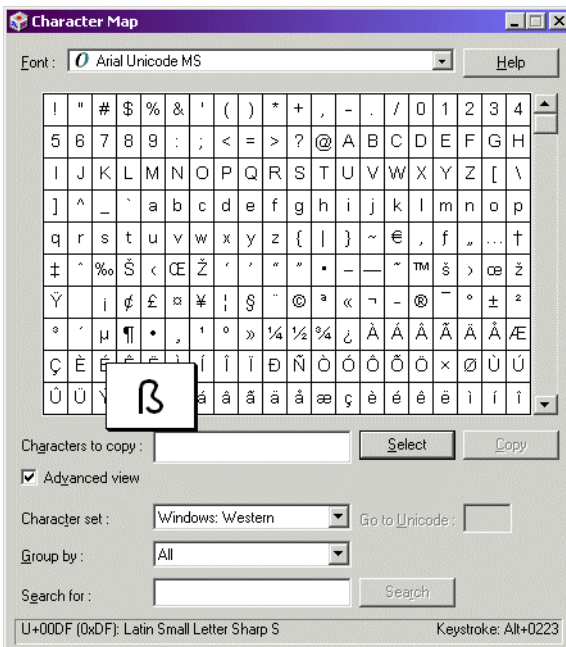 Character Map
Font : O Arial Unicode MS Help
! " # $ % & ' ( ) * + , - . / 0 1 2 3 4
5 6 7 8 9 : ; < = > ? @ A B C D E F G H
I J K L M N O P Q R S T U V W X Y Z [ \
] ^ _ ` a b c d e f g h i j k l m n o p
q r s t u v w x y z { | } ~ € ‚ ƒ „ … †
‡ ˆ ‰ Š ‹ Œ Ž ‘ ’ “ ” • – — ˜ ™ š › œ ž
Ÿ ¡ ¢ £ ¤ ¥ ¦ § ¨ © ª « ¬ - ® ¯ ° ± ²
³ ´ µ ¶ • ¸ ¹ º » ¼ ½ ¾ ¿ À Á Â Ã Ä Å Æ
Ç È É Ê Ë Ì Í Î Ï Ð Ñ Ò Ó Ô Õ Ö × Ø Ù Ú
Û Ü ß á â ã ä å æ ç è é ê ë ì í î
Characters to copy : Select Copy
Advanced view
Character set : Windows: Western Go to Unicode :
Group by : All
Search for : Search
U+00DF (0xDF): Latin Small Letter Sharp S Keystroke: Alt+0223